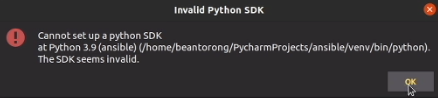 Invalid Python SDK
Cannot set up a python SDK
at Python 3.9 (ansible) (/home/beantorong/PycharmProjects/ansible/venv/bin/python).
The SDK seems invalid.
OK